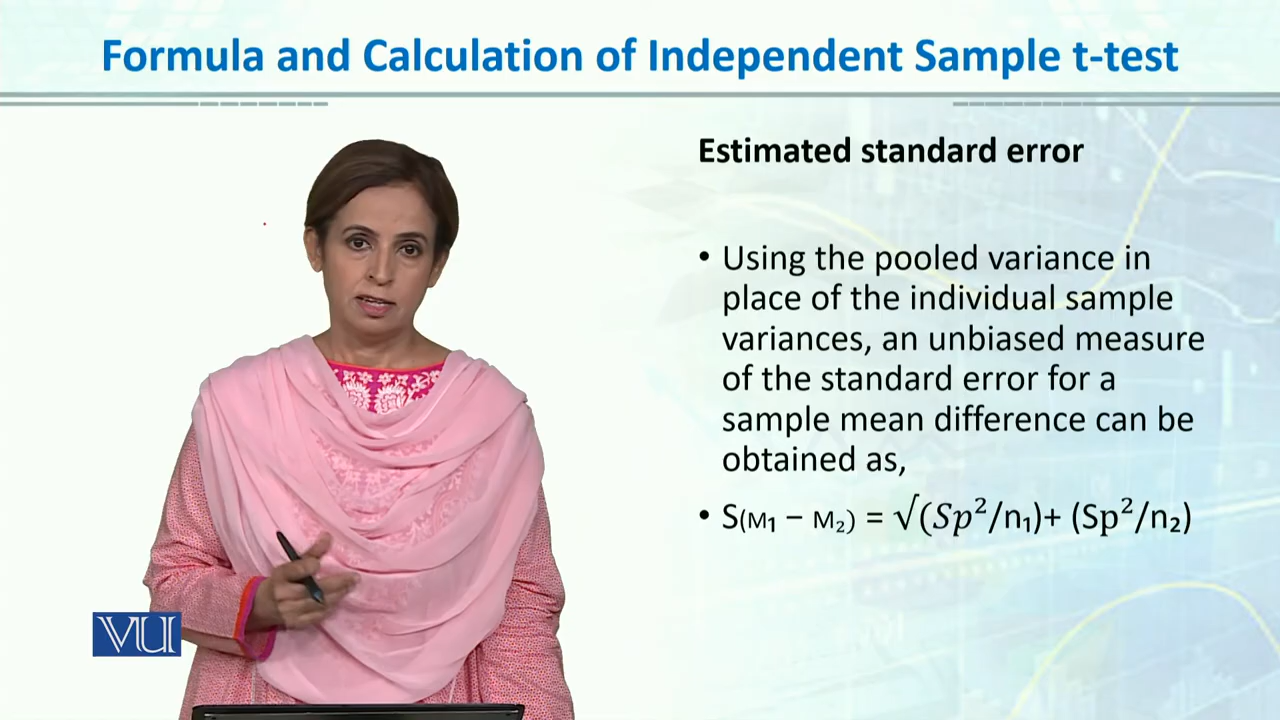 Formula and Calculation of Independent Sample t-test
Estimated standard error
• Using the pooled variance in
place of the individual sample
variances, an unbiased measure
of the standard error for a
sample mean difference can be
obtained as,
• S(M₁ − M₂) = √(Sp²/n₁)+ (Sp²/n₂)
VU